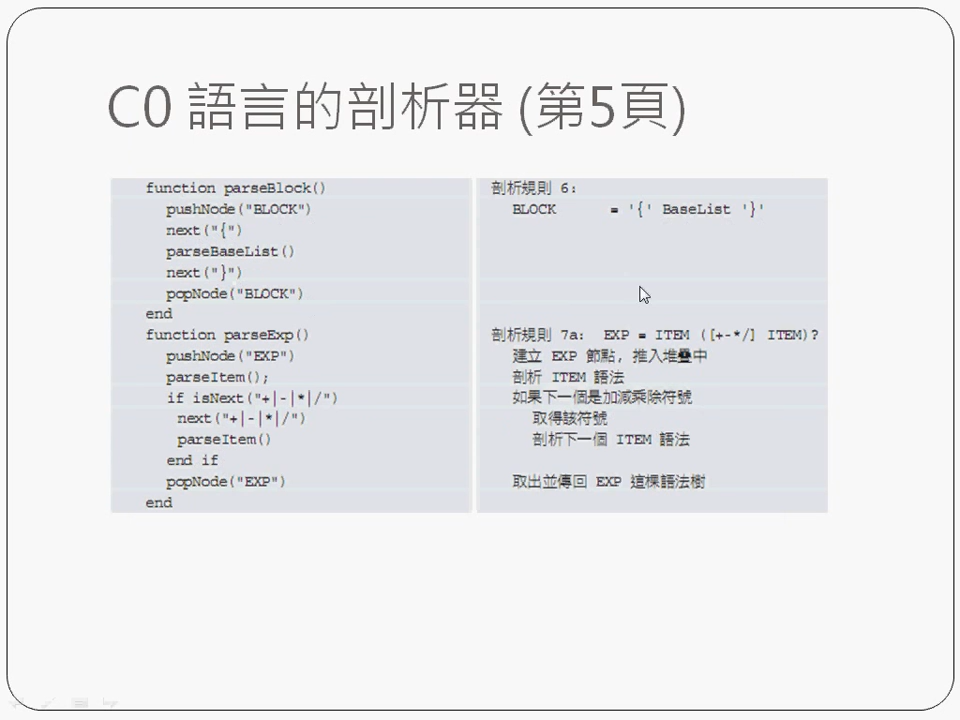 C0 語言的剖析器 (第5頁)
function parseBlock()
pushNode("BLOCK")
next("{")
parseBaseList()
next("}")
popNode("BLOCK")
end
function parseExp()
pushNode("EXP")
parseItem();
if isNext("+|-|*|/")
next("+|-|*|/")
parseItem()
end if
popNode("EXP")
end
剖析規則 6:
BLOCK = '{' BaseList '}'
剖析規則 7a: EXP = ITEM ([+-*/] ITEM)?
建立 EXP 節點, 推入堆疊中
剖析 ITEM 語法
如果下一個是加減乘除符號
取得該符號
剖析下一個 ITEM 語法
取出並傳回 EXP 這棵語法樹